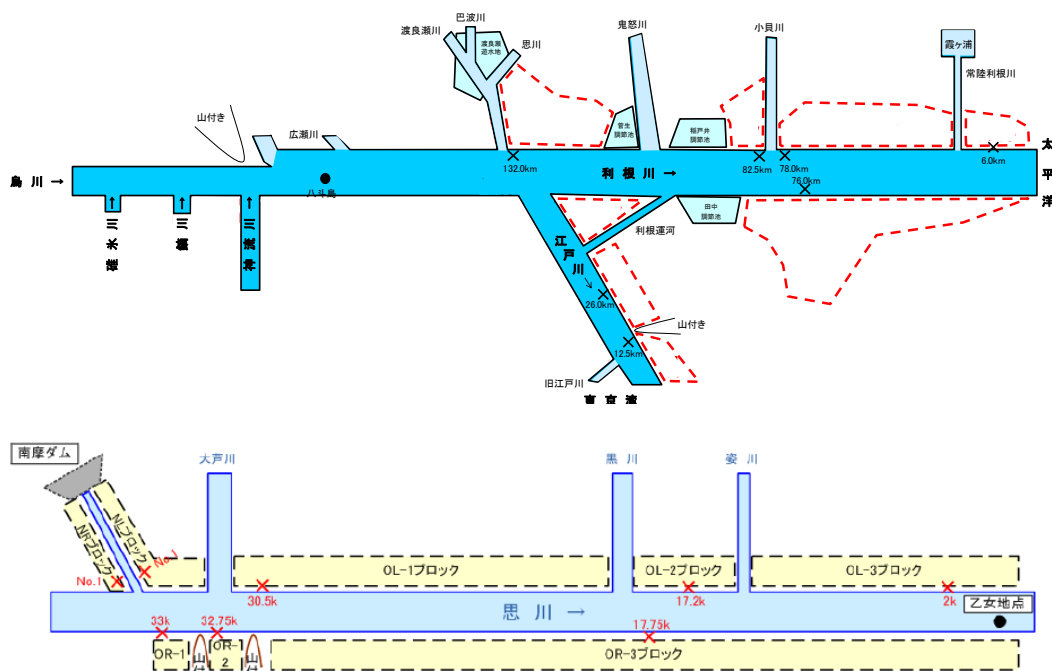 巴波川
渡良瀬川
渡良瀬
遊水地
思川
鬼怒川
小貝川
霞ヶ浦
常陸利根川
山付き
広瀬川
菅生
調節池
稲戸井
調節池
132.0km
82.5km
78.0km
76.0km
6.0km
太平洋
烏川→
八斗島
利根川→
碓氷川→
鏑川→
神流川→
田中
調節池
利根運河
江戸川→
26.0km
山付き
12.5km
旧江戸川
東京湾
南摩ダム
大芦川
黒川
姿川
NRブロック
NLブロック
No.1
No.1
OL-1ブロック
OL-2ブロック
OL-3ブロック
30.5k
17.2k
2k
思川→
乙女地点
33k
32.75k
17.75k
OR-1
OR-
2
OR-3ブロック